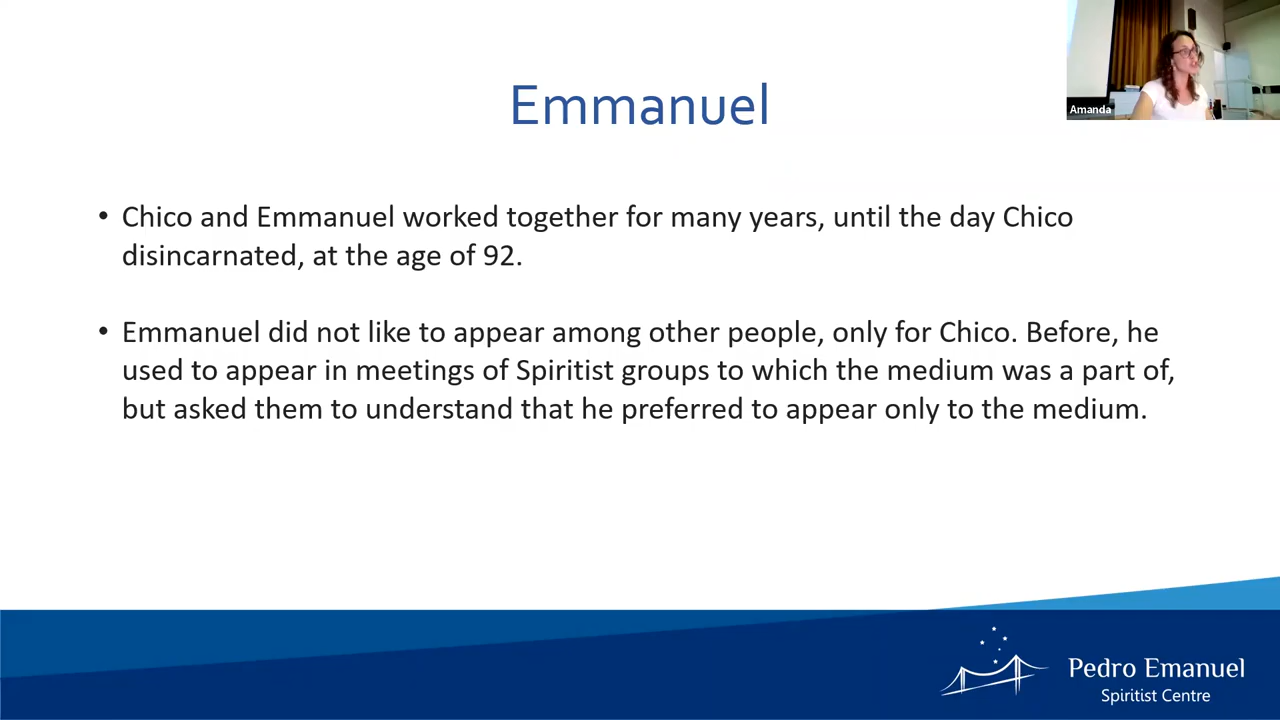 Emmanuel
Amanda
• Chico and Emmanuel worked together for many years, until the day Chico
disincarnated, at the age of 92.
• Emmanuel did not like to appear among other people, only for Chico. Before, he
used to appear in meetings of Spiritist groups to which the medium was a part of,
but asked them to understand that he preferred to appear only to the medium.
Pedro Emanuel
Spiritist Centre